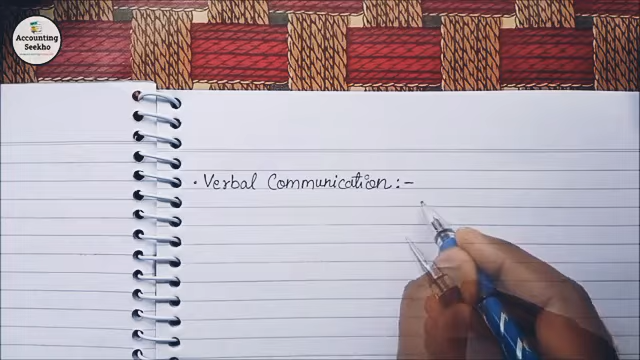 Accounting
Seekho
· Verbal Communication :-